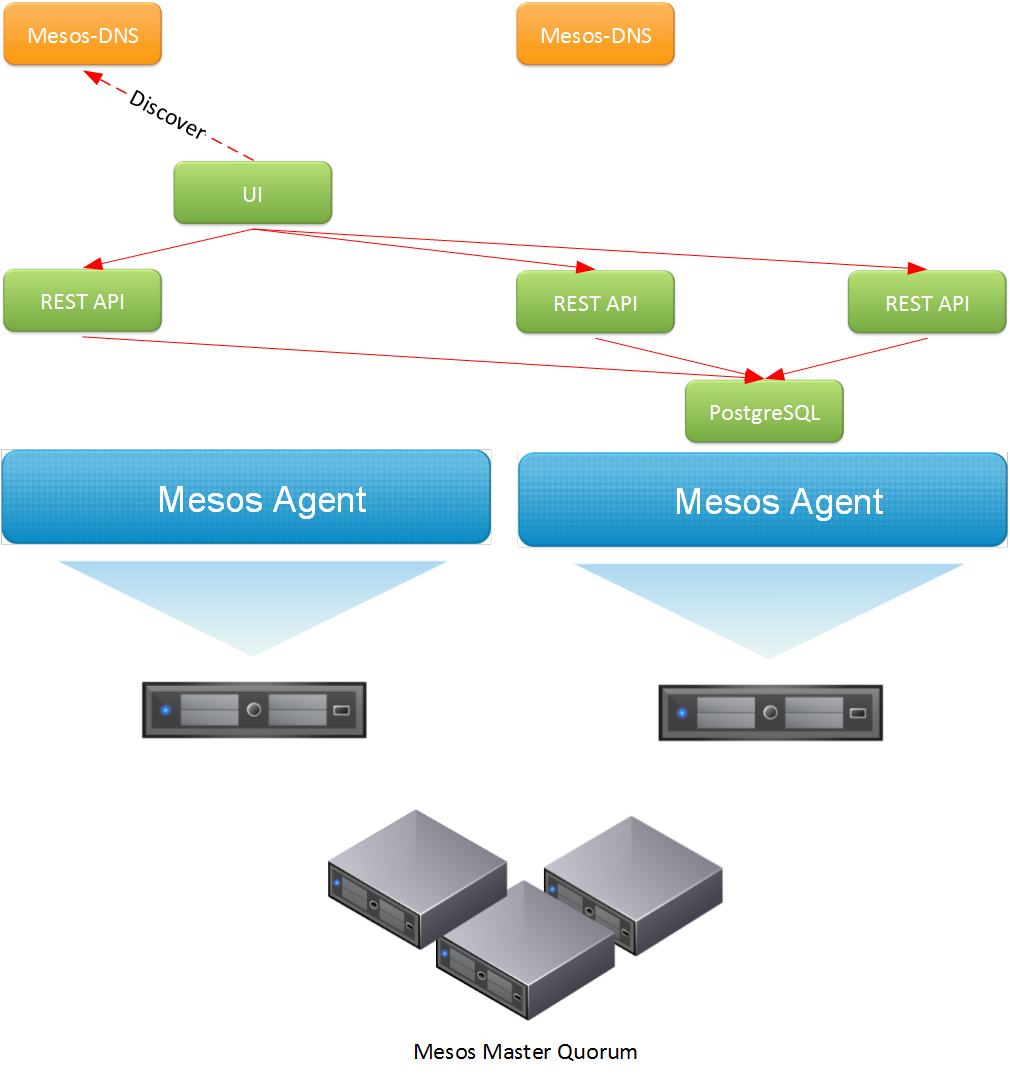 Mesos-DNS
Mesos-DNS
Discover
UI
REST API
REST API
REST API
PostgreSQL
Mesos Agent
Mesos Agent
Mesos Master Quorum